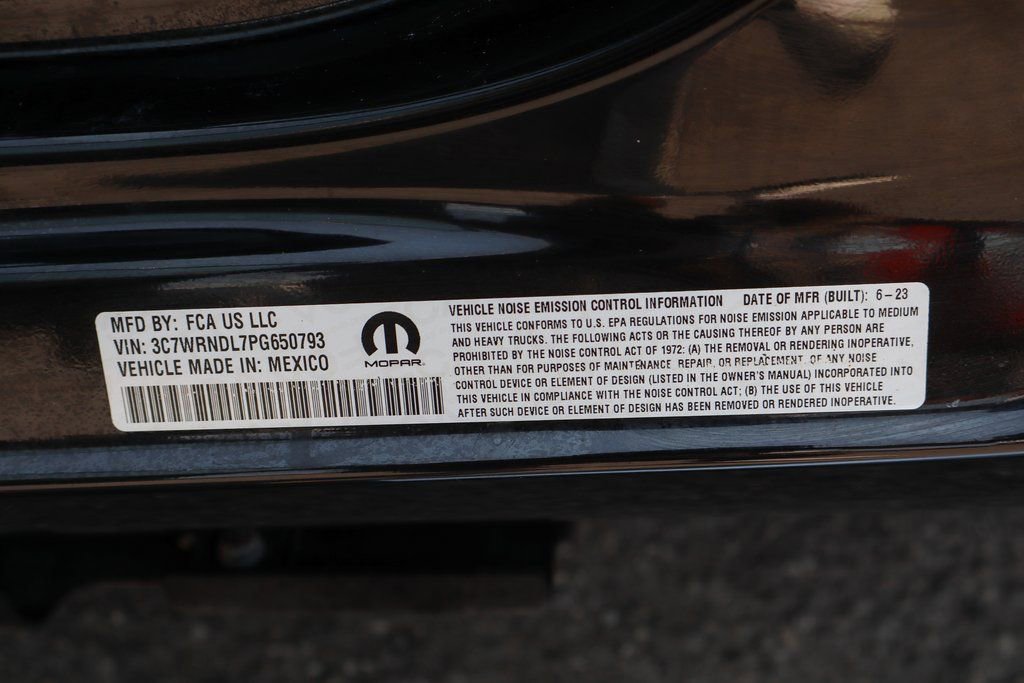 MFD BY: FCA US LLC
VIN: 3C7WRNDL7PG650793
VEHICLE MADE IN: MEXICO
MOPAR
VEHICLE NOISE EMISSION CONTROL INFORMATION DATE OF MFR (BUILT): 6-23
THIS VEHICLE CONFORMS TO U.S. EPA REGULATIONS FOR NOISE EMISSION APPLICABLE TO MEDIUM
AND HEAVY TRUCKS. THE FOLLOWING ACTS OR THE CAUSING THEREOF BY ANY PERSON ARE
PROHIBITED BY THE NOISE CONTROL ACT OF 1972: (A) THE REMOVAL OR RENDERING INOPERATIVE,
OTHER THAN FOR PURPOSES OF MAINTENANCE, REPAIR, OR REPLACEMENT, OF ANY NOISE
CONTROL DEVICE OR ELEMENT OF DESIGN (LISTED IN THE OWNER'S MANUAL) INCORPORATED INTO
THIS VEHICLE IN COMPLIANCE WITH THE NOISE CONTROL ACT; (B) THE USE OF THIS VEHICLE
AFTER SUCH DEVICE OR ELEMENT OF DESIGN HAS BEEN REMOVED OR RENDERED INOPERATIVE.